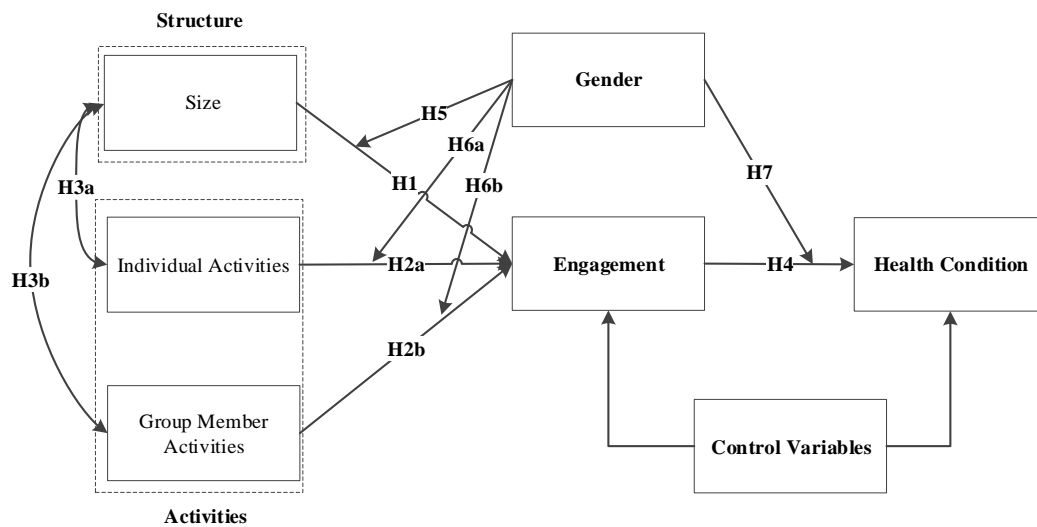 Structure
Size
Gender
H5
H6a
H6b
H1
H7
H3a
H3b
Individual Activities
H2a
Engagement
H4
Health Condition
H2b
Group Member
Activities
Control Variables
Activities